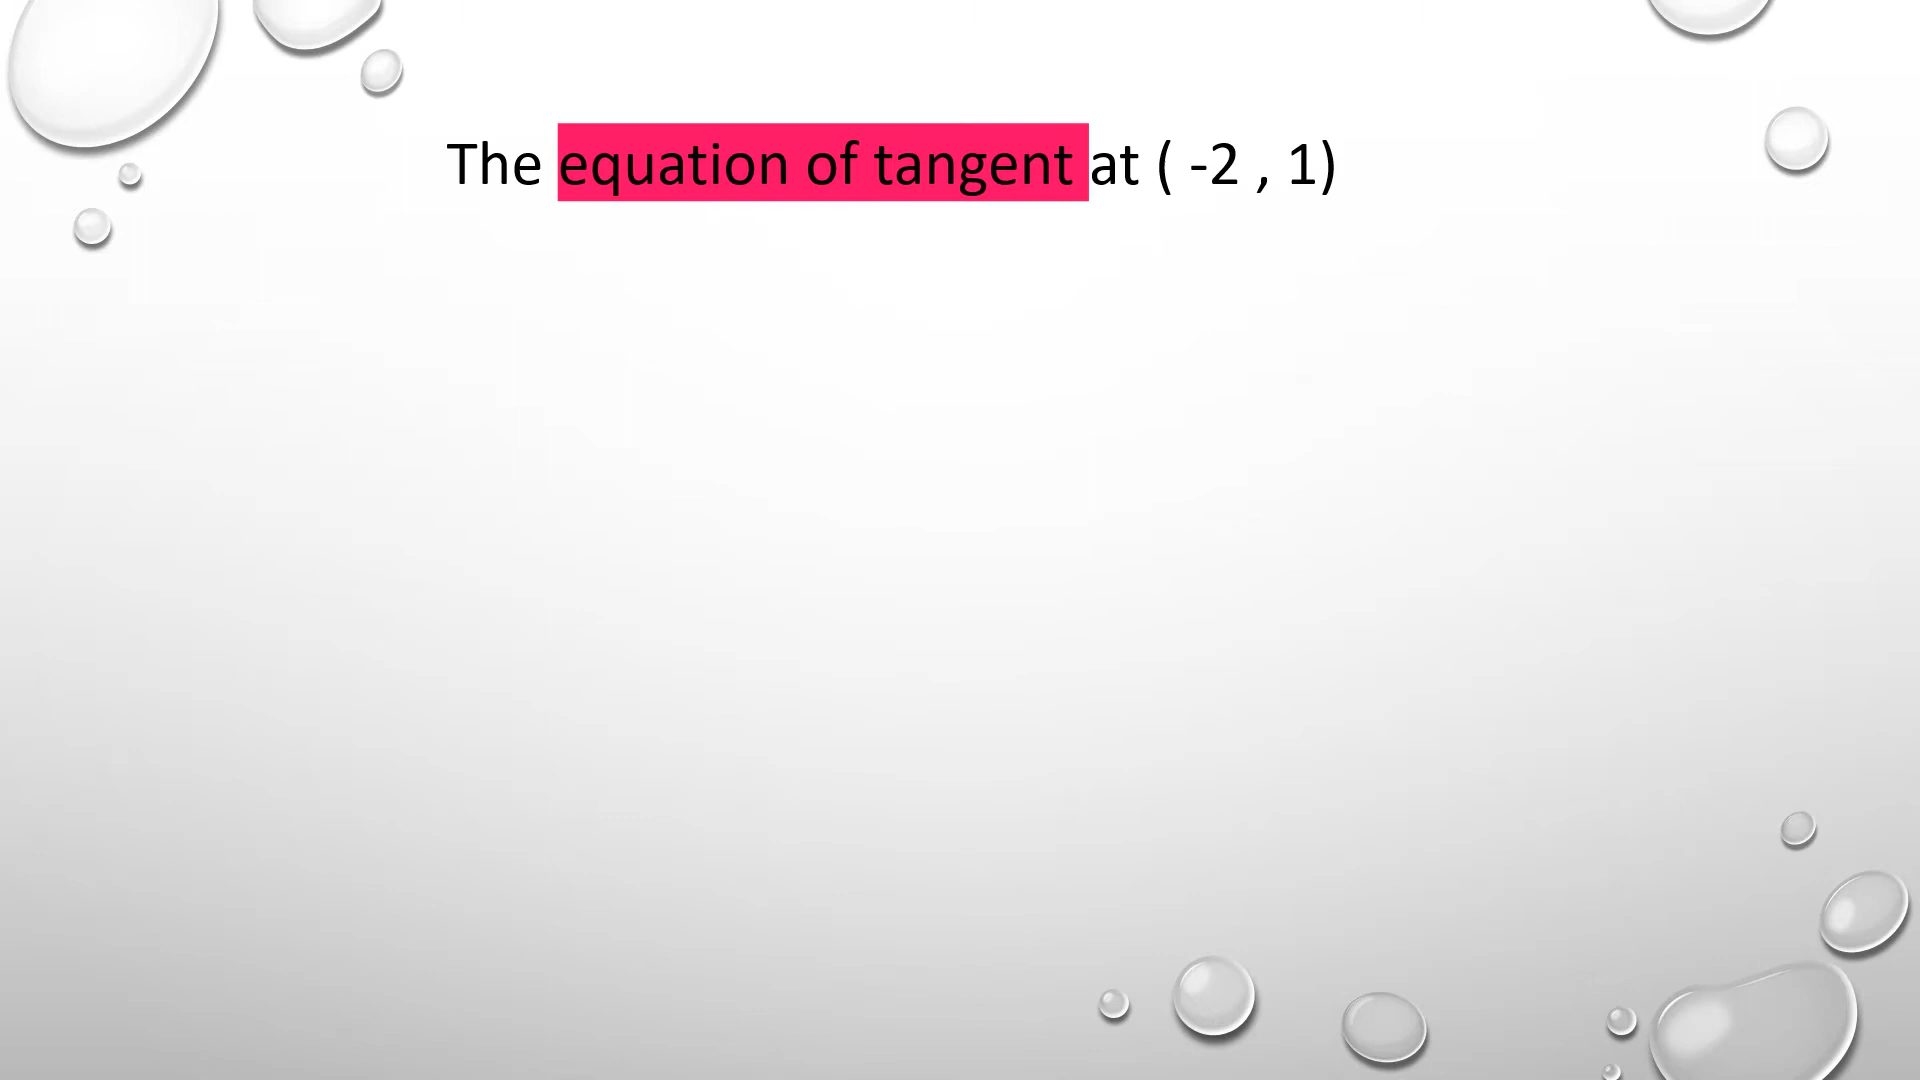 The equation of tangent at ( -2 , 1)